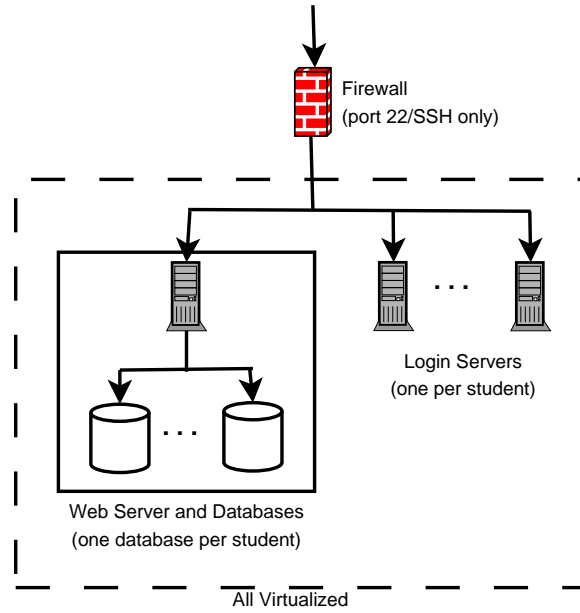 Firewall
(port 22/SSH only)
. . .
Login Servers
(one per student)
. . .
Web Server and Databases
(one database per student)
All Virtualized